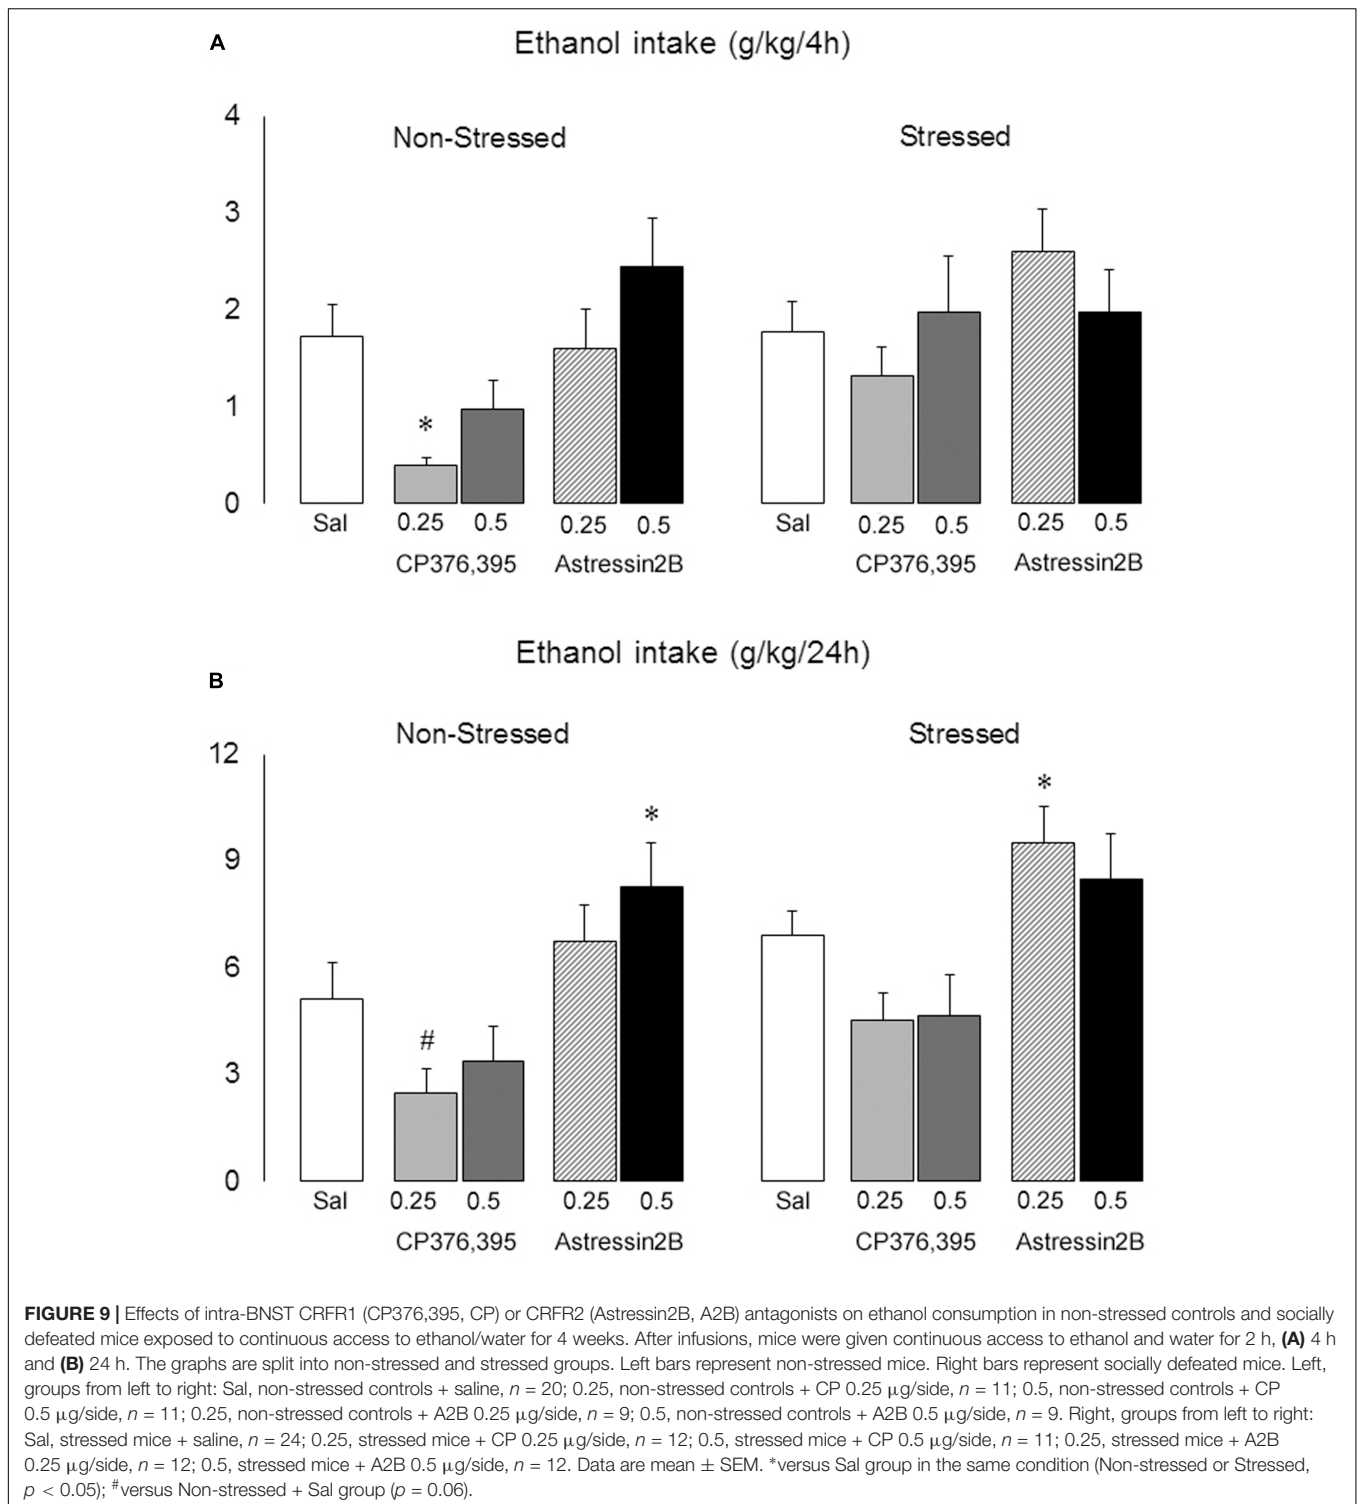 A
Ethanol intake (g/kg/4h)
Non-Stressed
Stressed
4
3
2
1
0
*
Sal
0.25
0.5
0.25
0.5
Sal
0.25
0.5
0.25
0.5
CP376,395
Astressin2B
CP376,395
Astressin2B
Ethanol intake (g/kg/24h)
B
Non-Stressed
Stressed
12
9
6
3
0
#
*
*
Sal
0.25
0.5
0.25
0.5
Sal
0.25
0.5
0.25
0.5
CP376,395
Astressin2B
CP376,395
Astressin2B
FIGURE 9 | Effects of intra-BNST CRFR1 (CP376,395, CP) or CRFR2 (Astressin2B, A2B) antagonists on ethanol consumption in non-stressed controls and socially
defeated mice exposed to continuous access to ethanol/water for 4 weeks. After infusions, mice were given continuous access to ethanol and water for 2 h, (A) 4 h
and (B) 24 h. The graphs are split into non-stressed and stressed groups. Left bars represent non-stressed mice. Right bars represent socially defeated mice. Left,
groups from left to right: Sal, non-stressed controls + saline, n = 20; 0.25, non-stressed controls + CP 0.25 μg/side, n = 11; 0.5, non-stressed controls + CP
0.5 μg/side, n = 11; 0.25, non-stressed controls + A2B 0.25 μg/side, n = 9; 0.5, non-stressed controls + A2B 0.5 μg/side, n = 9. Right, groups from left to right:
Sal, stressed mice + saline, n = 24; 0.25, stressed mice + CP 0.25 μg/side, n = 12; 0.5, stressed mice + CP 0.5 μg/side, n = 11; 0.25, stressed mice + A2B
0.25 μg/side, n = 12; 0.5, stressed mice + A2B 0.5 μg/side, n = 12. Data are mean ± SEM. *versus Sal group in the same condition (Non-stressed or Stressed,
p < 0.05); #versus Non-stressed + Sal group (p = 0.06).